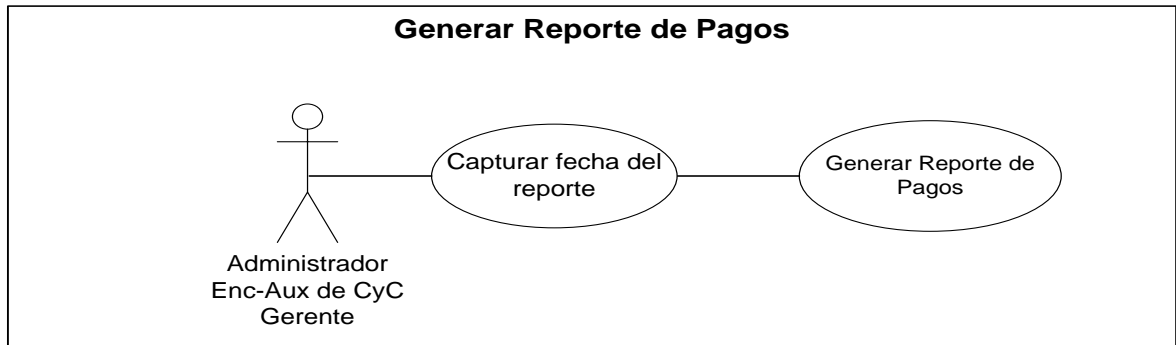 Generar Reporte de Pagos
Capturar fecha del
reporte
Generar Reporte de
Pagos
Administrador
Enc-Aux de CyC
Gerente